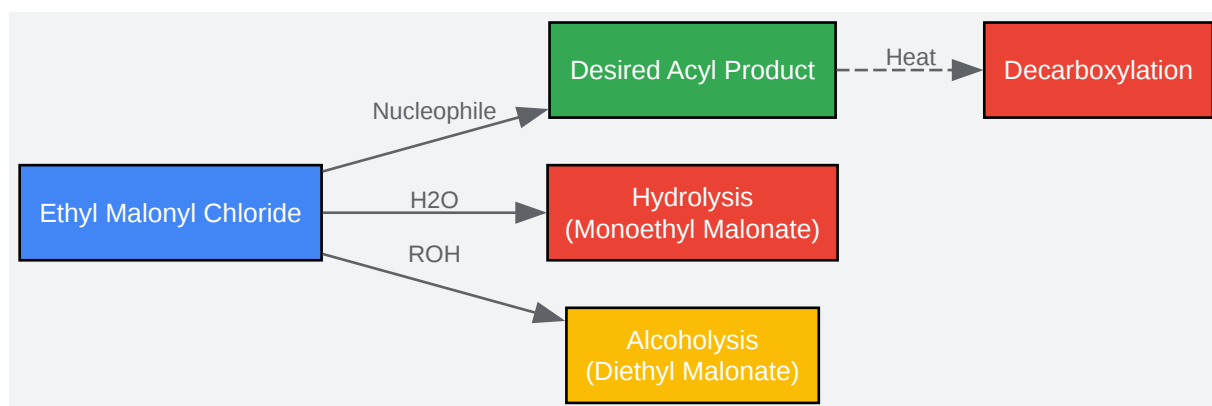 Desired Acyl Product
Heat
Decarboxylation
Nucleophile
Ethyl Malonyl Chloride
H2O
Hydrolysis
(Monoethyl Malonate)
ROH
Alcoholysis
(Diethyl Malonate)